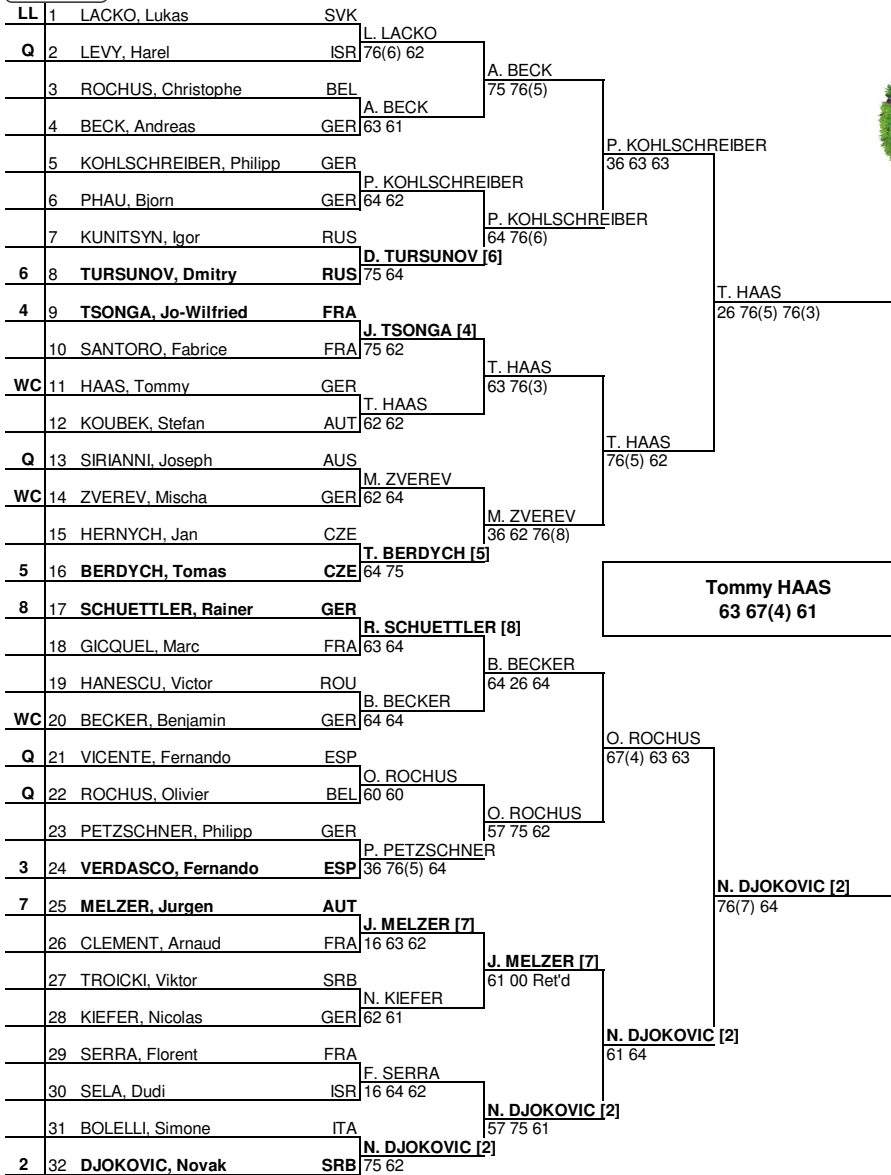 LL 1 LACKO, Lukas SVK
L. LACKO
Q 2 LEVY, Harel ISR 76(6) 62
A. BECK
3 ROCHUS, Christophe BEL 75 76(5)
A. BECK
4 BECK, Andreas GER 63 61
P. KOHLSCHREIBER
5 KOHLSCHREIBER, Philipp GER 36 63 63
P. KOHLSCHREIBER
6 PHAU, Bjorn GER 64 62
P. KOHLSCHREIBER
7 KUNITSYN, Igor RUS 64 76(6)
D. TURSUNOV [6]
6 8 TURSUNOV, Dmitry RUS 75 64
T. HAAS
4 9 TSONGA, Jo-Wilfried FRA 26 76(5) 76(3)
J. TSONGA [4]
10 SANTORO, Fabrice FRA 75 62
T. HAAS
WC 11 HAAS, Tommy GER 63 76(3)
T. HAAS
12 KOUBEK, Stefan AUT 62 62
T. HAAS
Q 13 SIRIANNI, Joseph AUS 76(5) 62
M. ZVEREV
WC 14 ZVEREV, Mischa GER 62 64
M. ZVEREV
15 HERNYCH, Jan CZE 36 62 76(8)
T. BERDYCH [5]
5 16 BERDYCH, Tomas CZE 64 75
Tommy HAAS
63 67(4) 61
8 17 SCHUETTLER, Rainer GER
R. SCHUETTLER [8]
18 GICQUEL, Marc FRA 63 64
B. BECKER
19 HANESCU, Victor ROU 64 26 64
B. BECKER
WC 20 BECKER, Benjamin GER 64 64
O. ROCHUS
Q 21 VICENTE, Fernando ESP 67(4) 63 63
O. ROCHUS
Q 22 ROCHUS, Olivier BEL 60 60
O. ROCHUS
23 PETZSCHNER, Philipp GER 57 75 62
P. PETZSCHNER
3 24 VERDASCO, Fernando ESP 36 76(5) 64
N. DJOKOVIC [2]
7 25 MELZER, Jurgen AUT 76(7) 64
J. MELZER [7]
26 CLEMENT, Arnaud FRA 16 63 62
J. MELZER [7]
27 TROICKI, Viktor SRB 61 00 Ret'd
N. KIEFER
28 KIEFER, Nicolas GER 62 61
N. DJOKOVIC [2]
29 SERRA, Florent FRA 61 64
F. SERRA
30 SELA, Dudi ISR 16 64 62
N. DJOKOVIC [2]
31 BOLELLI, Simone ITA 57 75 61
N. DJOKOVIC [2]
2 32 DJOKOVIC, Novak SRB 75 62